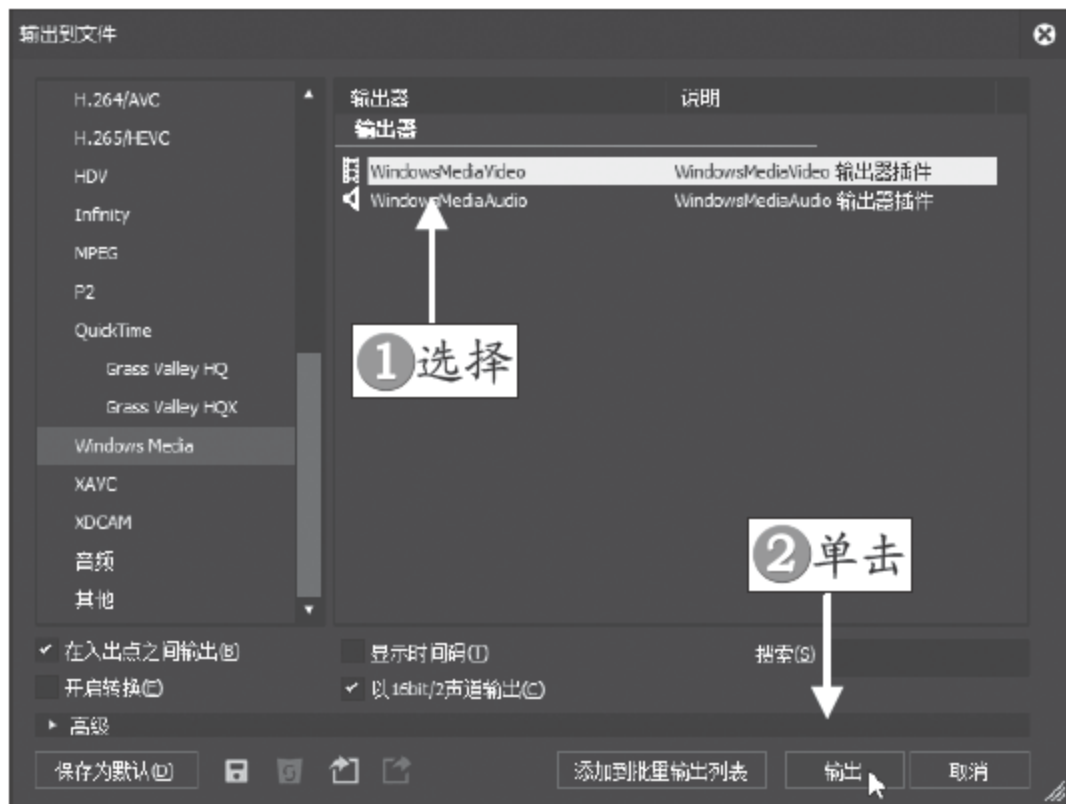 输出到文件
H.264/AVC
H.265/HEVC
HDV
Infinity
MPEG
P2
QuickTime
Grass Valley HQ
Grass Valley HQX
Windows Media
XAVC
XDCAM
音频
其他
输出器 说明
输出器
WindowsMediaVideo WindowsMediaVideo 输出器插件
WindowsMediaAudio WindowsMediaAudio 输出器插件
1选择
2单击
在入出点之间输出(B) 显示时间码(T) 搜索(S)
开启转换(E) 以16bit/2声道输出(C)
高级
保存为默认(D) 添加到批里输出列表 输出 取消